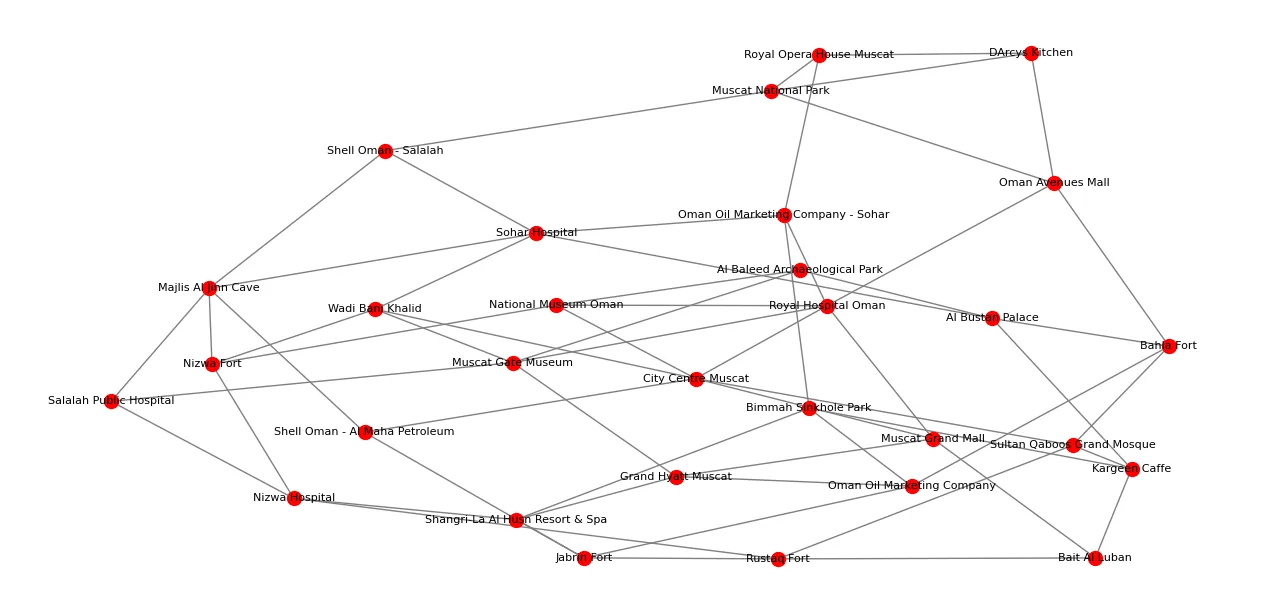 DArcys Kitchen
Royal Opera House Muscat
Muscat National Park
Shell Oman - Salalah
Oman Avenues Mall
Oman Oil Marketing Company - Sohar
Sohar Hospital
Al Baleed Archaeological Park
Majlis Al Jinn Cave
National Museum Oman
Royal Hospital Oman
Wadi Bani Khalid
Al Bustan Palace
Bahla Fort
Muscat Gate Museum
Nizwa Fort
City Centre Muscat
Salalah Public Hospital
Bimmah Sinkhole Park
Shell Oman - Al Maha Petroleum
Muscat Grand Mall
Sultan Qaboos Grand Mosque
Kargeen Caffe
Grand Hyatt Muscat
Oman Oil Marketing Company
Nizwa Hospital
Shangri-La Al Husn Resort & Spa
Jabrin Fort
Rustaq Fort
Bait Al Luban